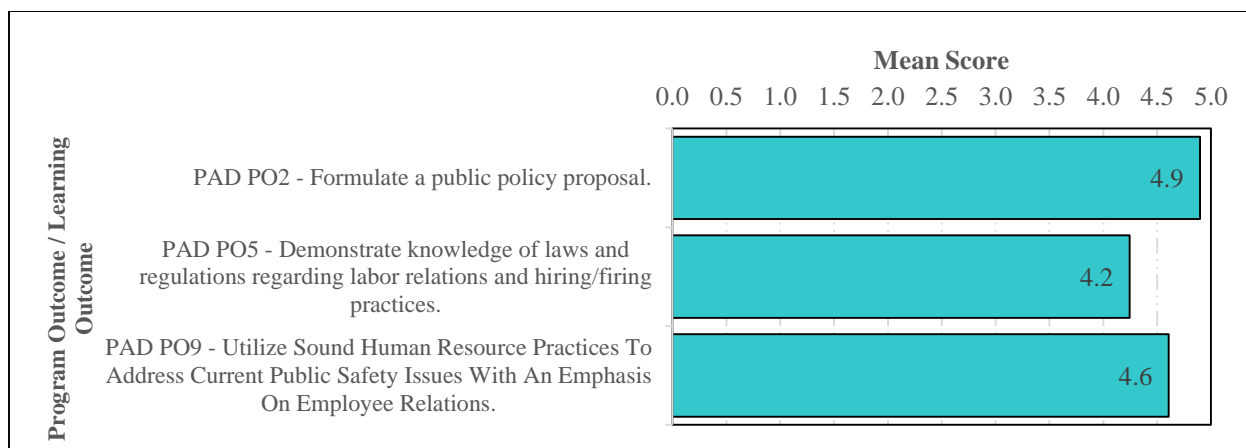 Mean Score
0.0 0.5 1.0 1.5 2.0 2.5 3.0 3.5 4.0 4.5 5.0
Program Outcome / Learning
Outcome
PAD PO2 - Formulate a public policy proposal.
4.9
PAD PO5 - Demonstrate knowledge of laws and
regulations regarding labor relations and hiring/firing
practices.
4.2
PAD PO9 - Utilize Sound Human Resource Practices To
Address Current Public Safety Issues With An Emphasis
On Employee Relations.
4.6